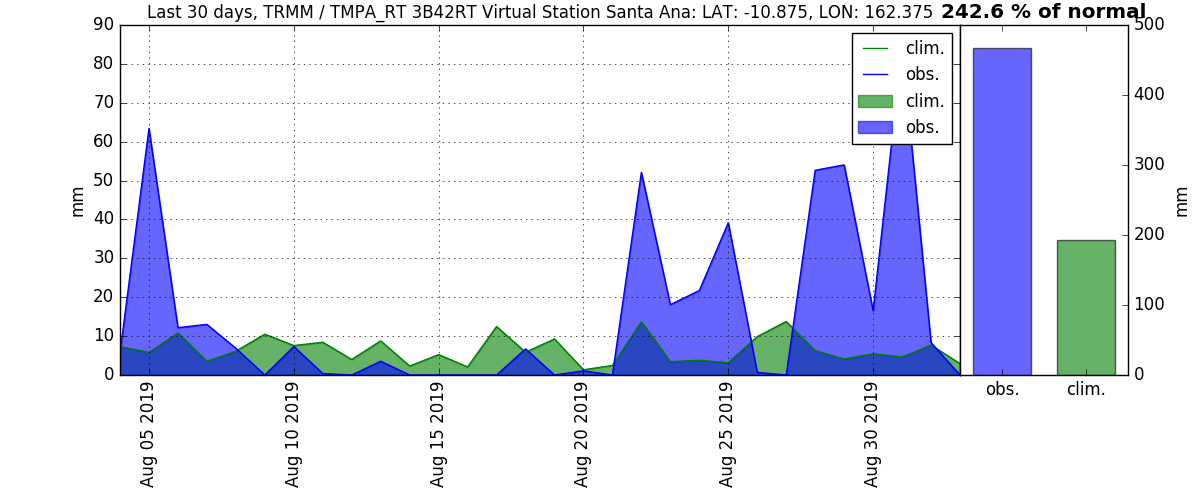 Last 30 days, TRMM / TMPA_RT 3B42RT Virtual Station Santa Ana: LAT: -10.875, LON: 162.375 242.6 % of normal
90
80
70
60
50
40
30
20
10
0
mm
clim.
obs.
clim.
obs.
Aug 05 2019
Aug 10 2019
Aug 15 2019
Aug 20 2019
Aug 25 2019
Aug 30 2019
500
400
300
200
100
0
mm
obs.
clim.